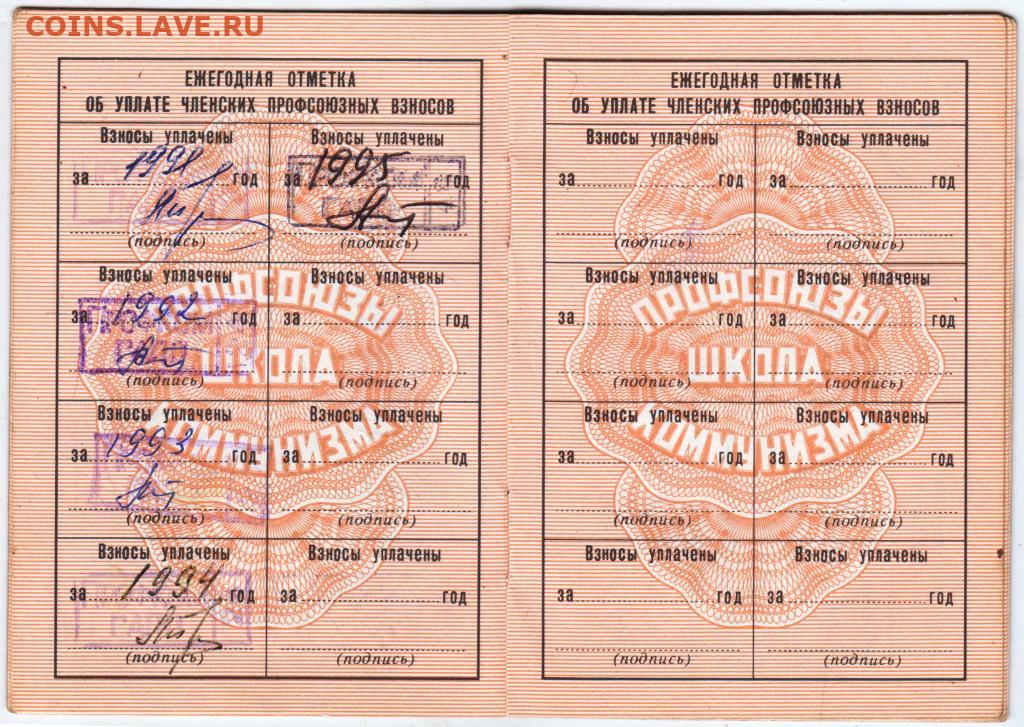 COINS.LAVE.RU
ЕЖЕГОДНАЯ ОТМЕТКА
ОБ УПЛАТЕ ЧЛЕНСКИХ ПРОФСОЮЗНЫХ ВЗНОСОВ
Взносы уплачены Взносы уплачены
за 1991 год за 1995 год
(подпись) (подпись)
Взносы уплачены Взносы уплачены
за 1992 год за год
(подпись) (подпись)
Взносы уплачены Взносы уплачены
за 1993 год за год
(подпись) (подпись)
Взносы уплачены Взносы уплачены
за 1994 год за год
(подпись) (подпись)
ПРОФСОЮЗЫ
ШКОЛА
КОММУНИЗМА
ЕЖЕГОДНАЯ ОТМЕТКА
ОБ УПЛАТЕ ЧЛЕНСКИХ ПРОФСОЮЗНЫХ ВЗНОСОВ
Взносы уплачены Взносы уплачены
за год за год
(подпись) (подпись)
Взносы уплачены Взносы уплачены
за год за год
(подпись) (подпись)
Взносы уплачены Взносы уплачены
за год за год
(подпись) (подпись)
Взносы уплачены Взносы уплачены
за год за год
(подпись) (подпись)
ПРОФСОЮЗЫ
ШКОЛА
КОММУНИЗМА